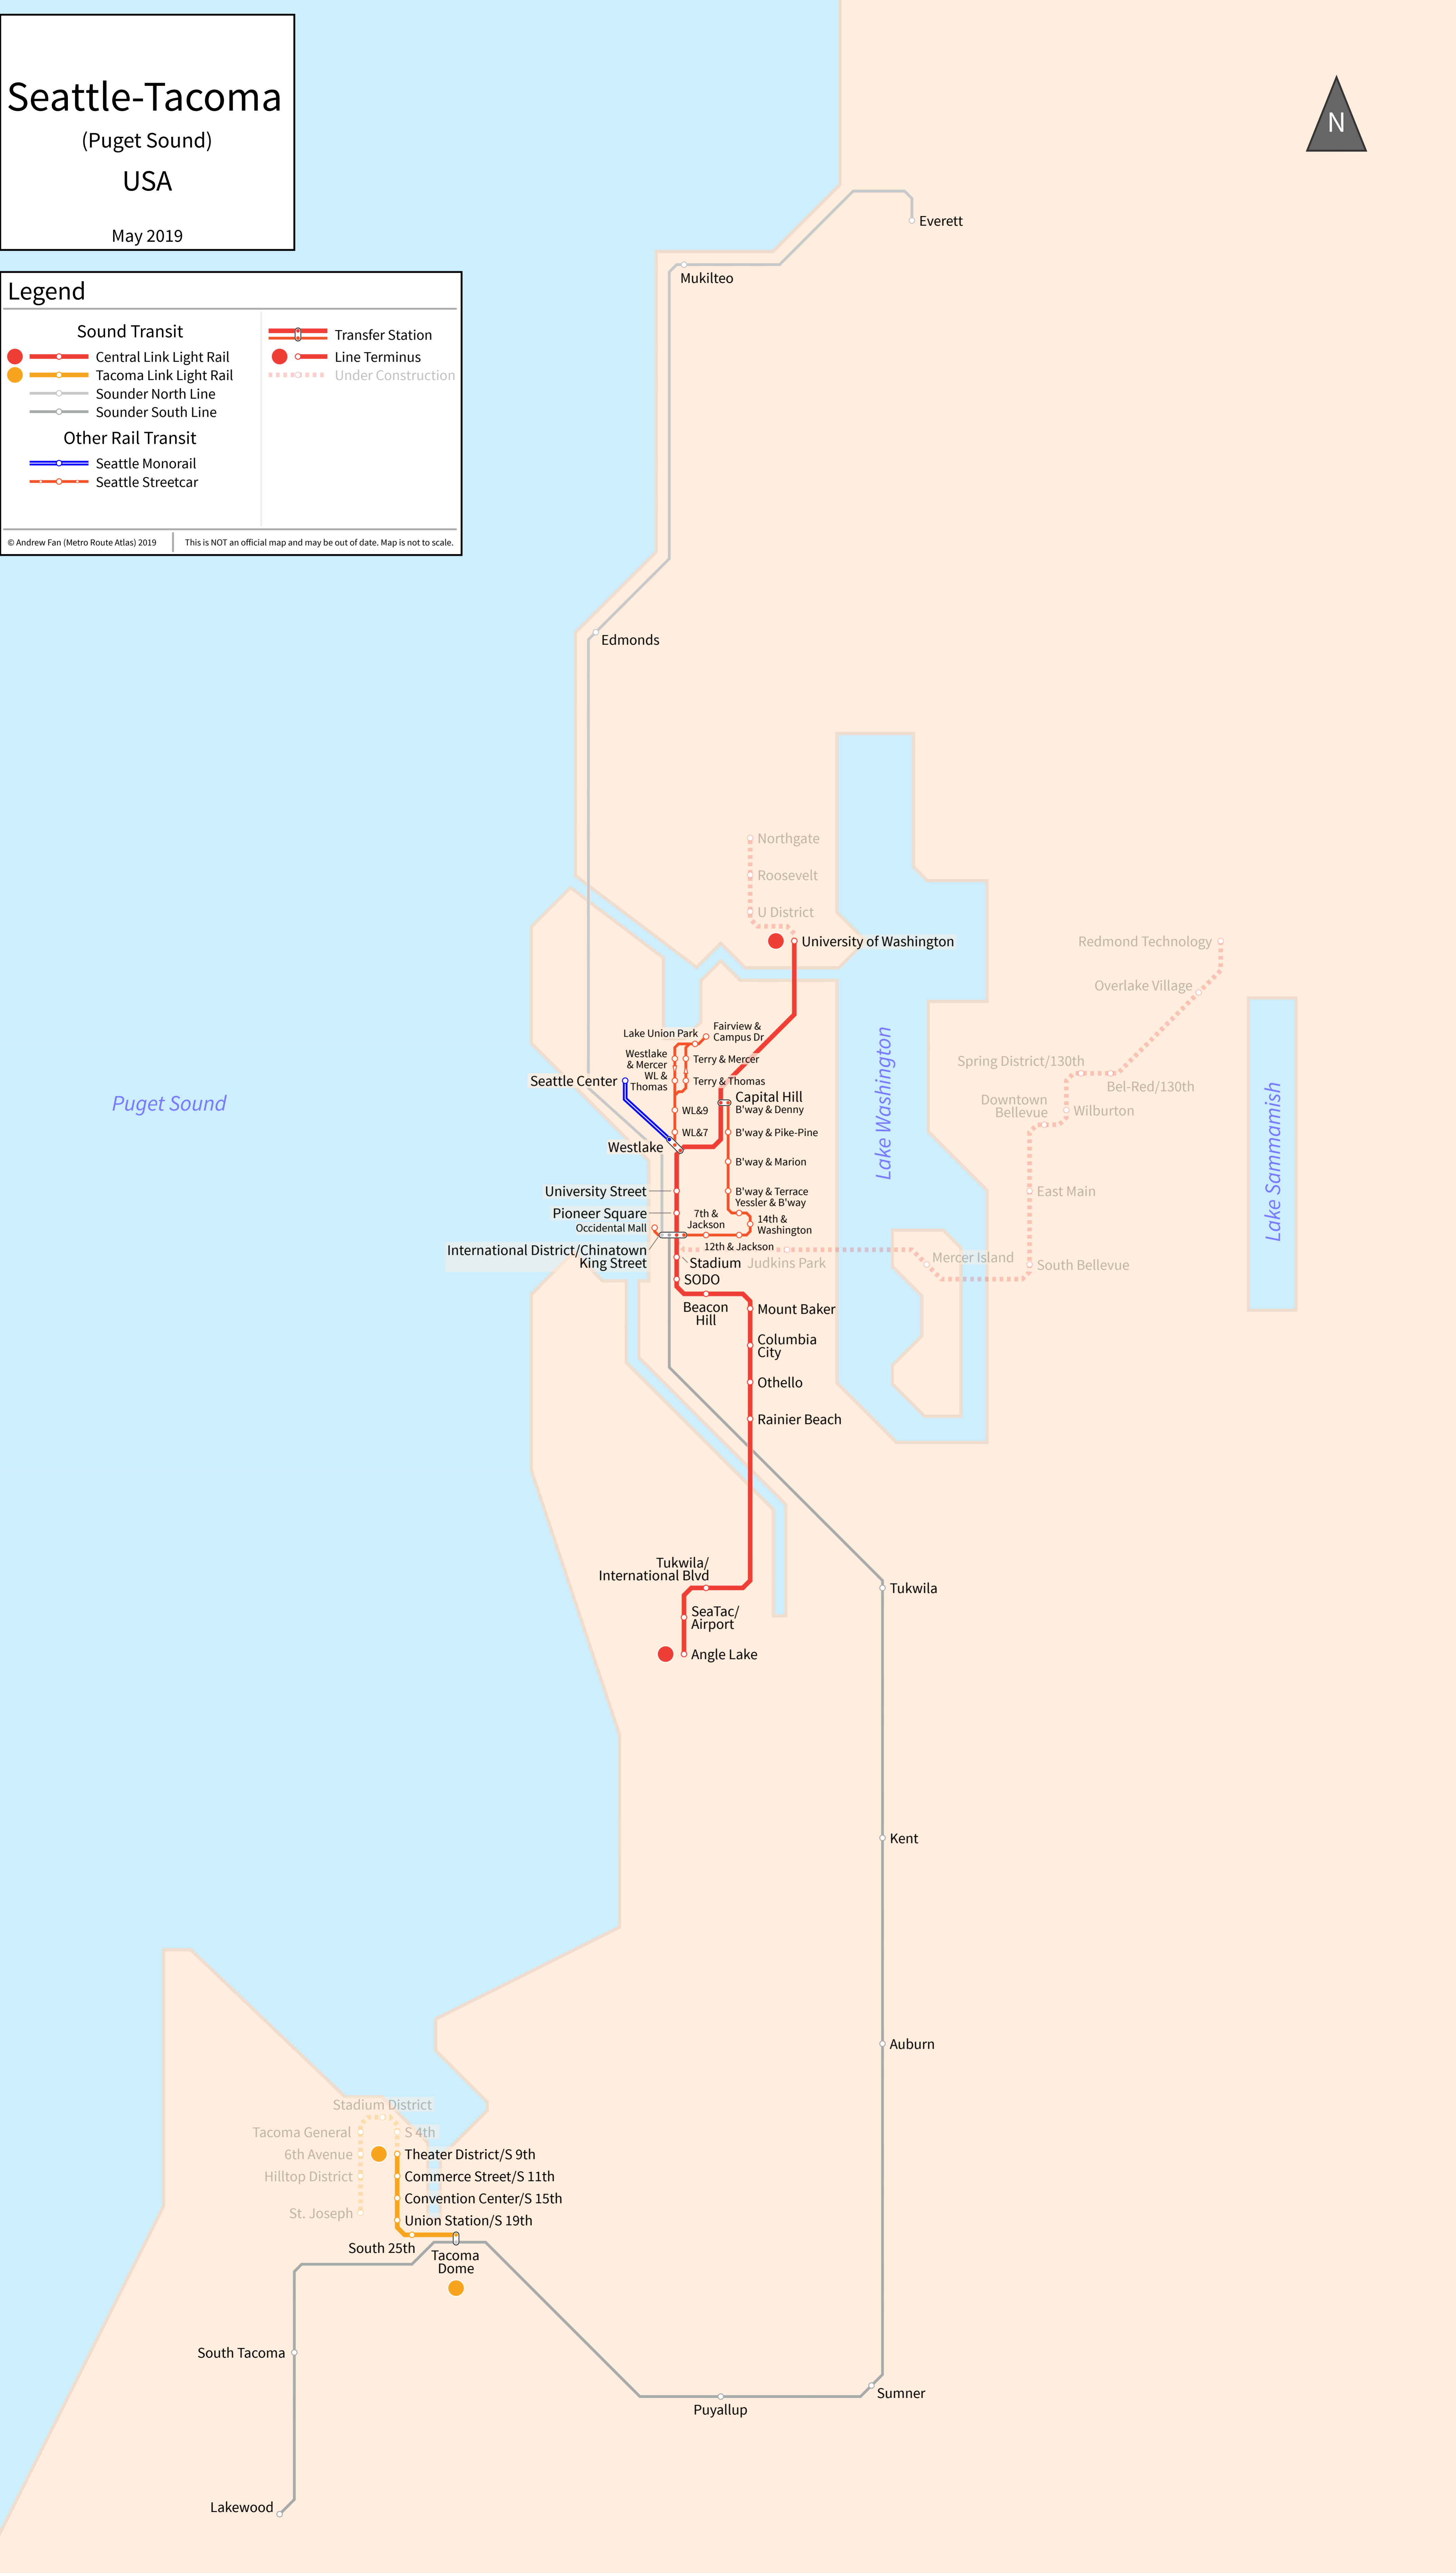 Seattle-Tacoma
(Puget Sound)
USA
May 2019
N
Legend
Sound Transit
Central Link Light Rail
Tacoma Link Light Rail
Sounder North Line
Sounder South Line
Other Rail Transit
Seattle Monorail
Seattle Streetcar
Transfer Station
Line Terminus
Under Construction
© Andrew Fan (Metro Route Atlas) 2019
This is NOT an official map and may be out of date. Map is not to scale.
Everett
Mukilteo
Edmonds
Northgate
Roosevelt
U District
University of Washington
Redmond Technology
Overlake Village
Spring District/130th
Bel-Red/130th
Downtown
Bellevue
Wilburton
East Main
South Bellevue
Mercer Island
Judkins Park
Lake Washington
Lake Sammamish
Puget Sound
Fairview &
Campus Dr
Lake Union Park
Westlake
& Mercer
Terry & Mercer
WL &
Thomas
Terry & Thomas
Seattle Center
Capital Hill
B'way & Denny
WL&9
WL&7
B'way & Pike-Pine
Westlake
B'way & Marion
University Street
B'way & Terrace
Yessler & B'way
Pioneer Square
7th &
Jackson
14th &
Washington
Occidental Mall
12th & Jackson
International District/Chinatown
King Street
Stadium
SODO
Beacon
Hill
Mount Baker
Columbia
City
Othello
Rainier Beach
Tukwila/
International Blvd
SeaTac/
Airport
Angle Lake
Tukwila
Kent
Auburn
Sumner
Puyallup
Stadium District
Tacoma General
S 4th
6th Avenue
Theater District/S 9th
Hilltop District
Commerce Street/S 11th
Convention Center/S 15th
St. Joseph
Union Station/S 19th
South 25th
Tacoma
Dome
South Tacoma
Lakewood